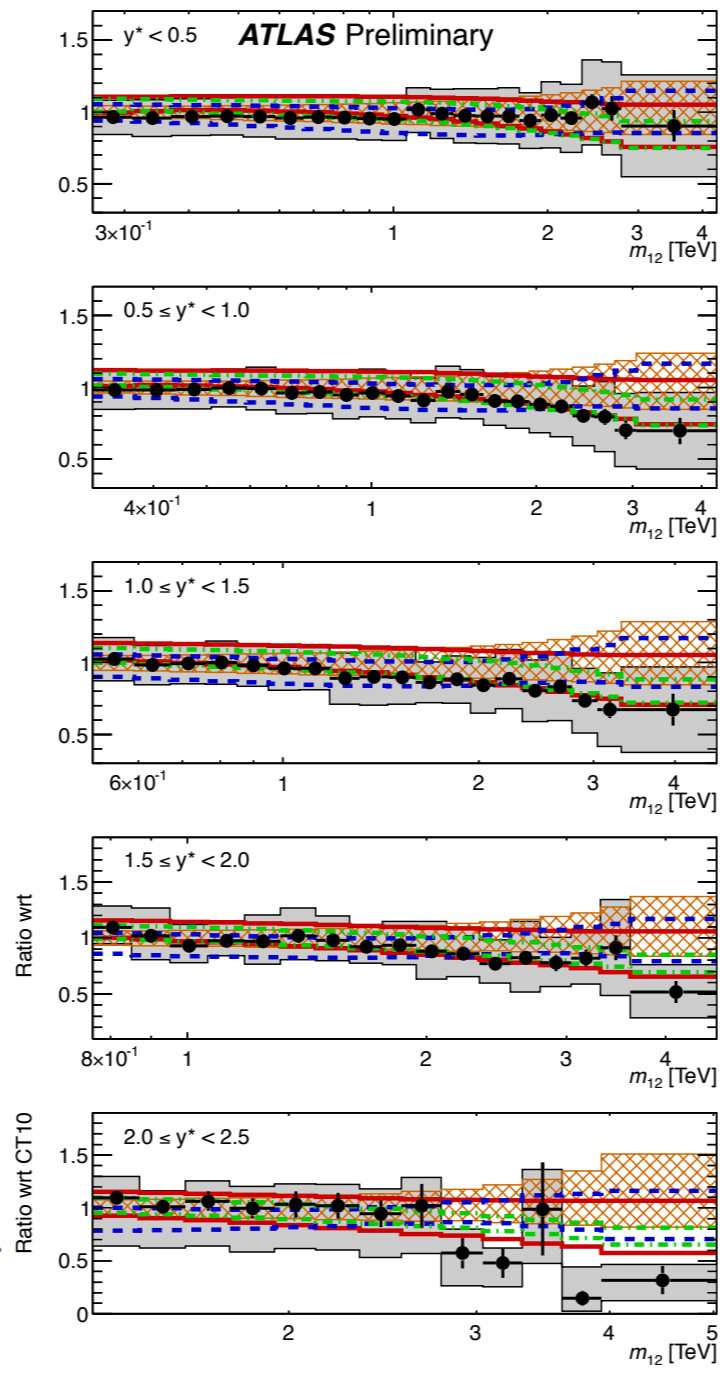 y* < 0.5 ATLAS Preliminary
1.5
1
0.5
3×10⁻¹ 1 2 3 4
m₁₂ [TeV]
0.5 ≤ y* < 1.0
1.5
1
0.5
4×10⁻¹ 1 2 3 4
m₁₂ [TeV]
1.0 ≤ y* < 1.5
1.5
1
0.5
6×10⁻¹ 1 2 3 4
m₁₂ [TeV]
1.5 ≤ y* < 2.0
1.5
1
0.5
Ratio wrt
8×10⁻¹ 1 2 3 4
m₁₂ [TeV]
2.0 ≤ y* < 2.5
1.5
1
0.5
0
Ratio wrt CT10
2 3 4 5
m₁₂ [TeV]